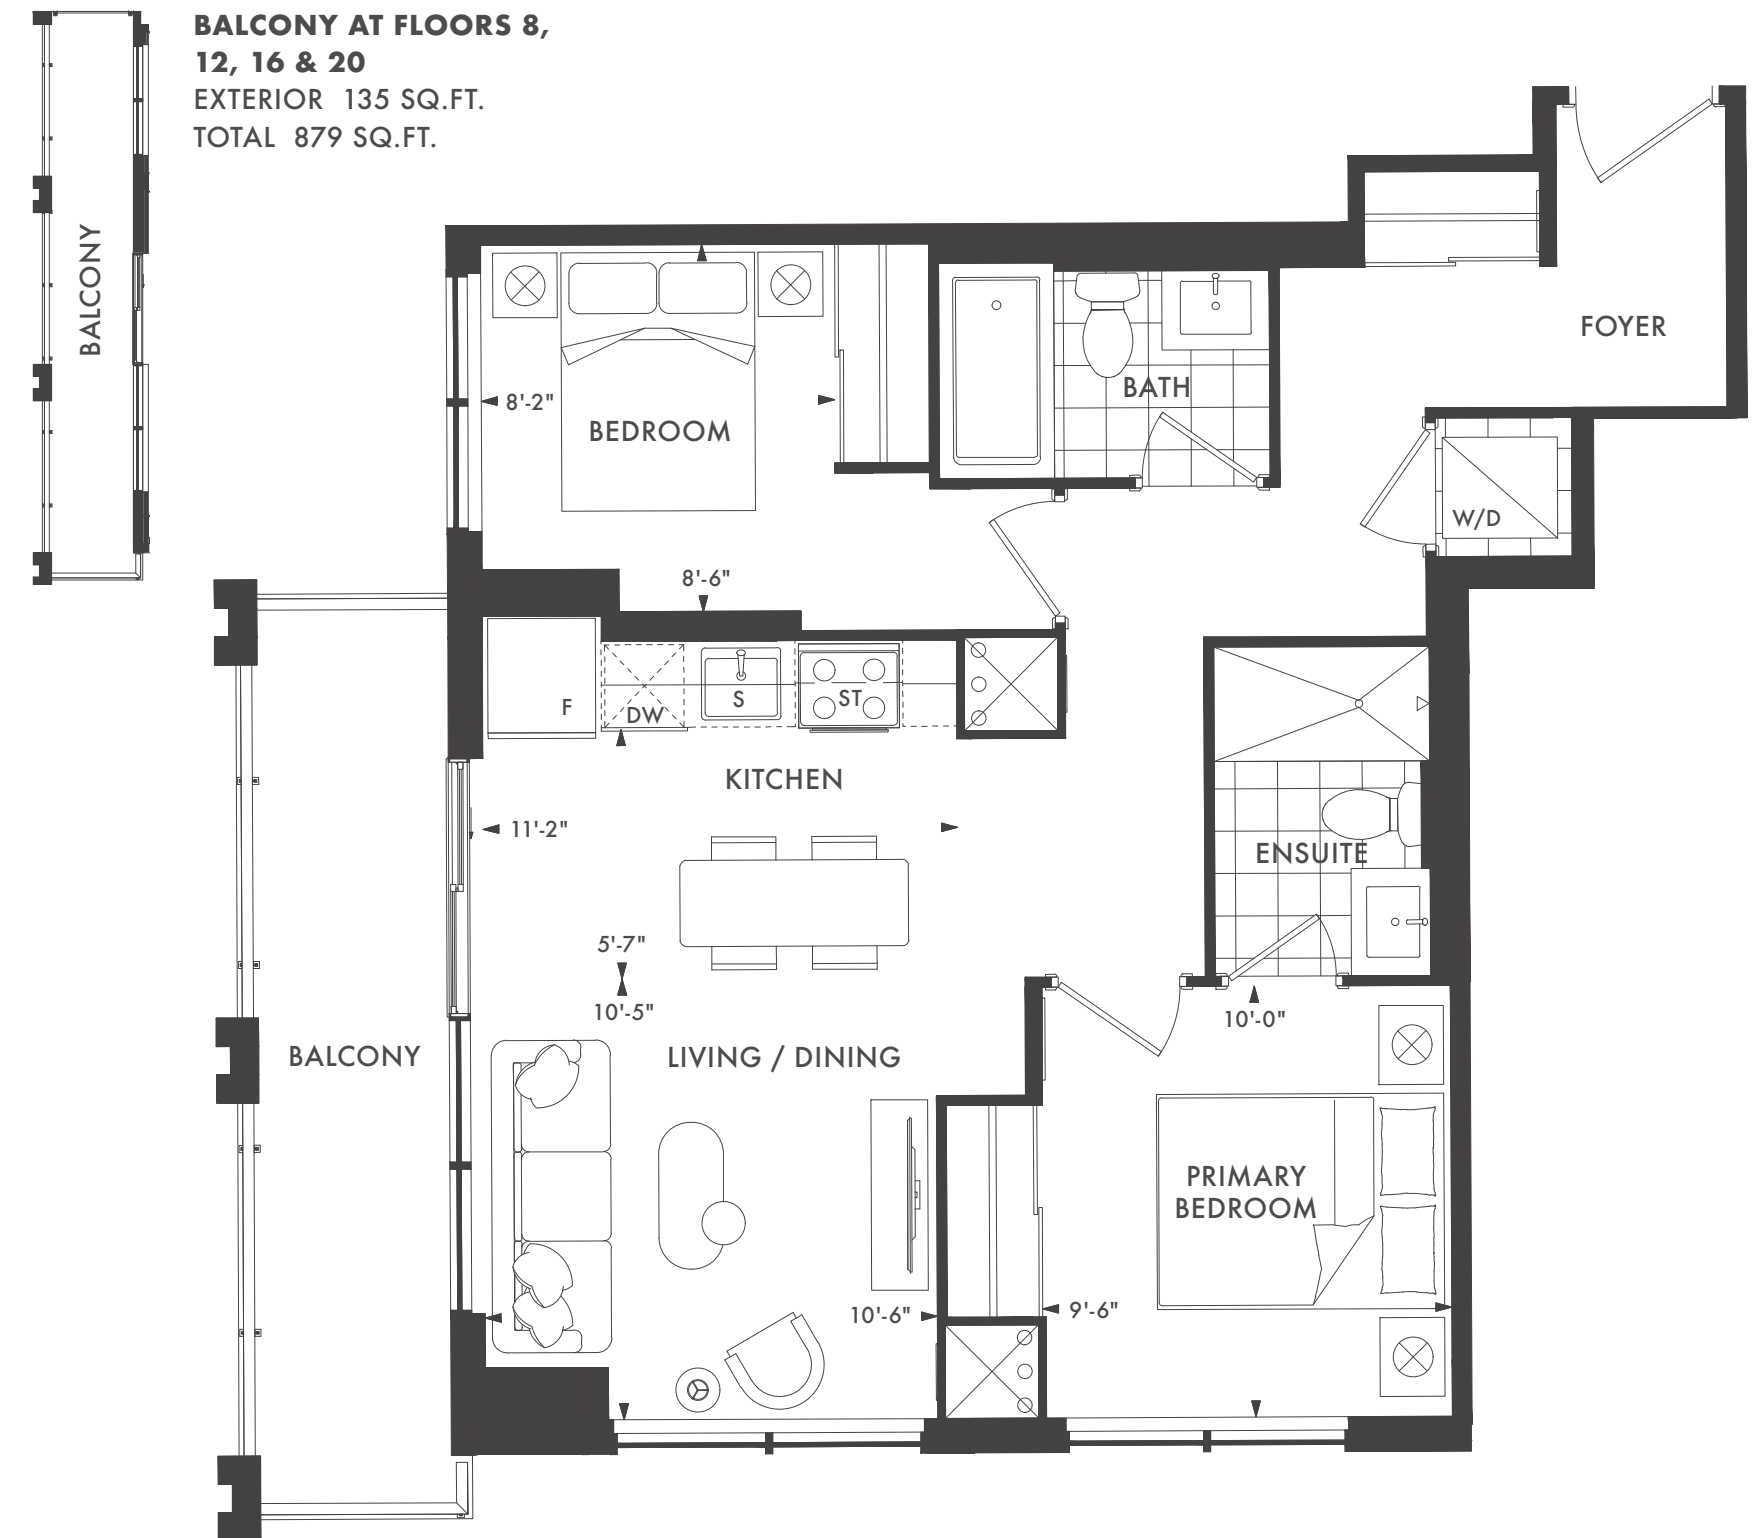 BALCONY AT FLOORS 8,
12, 16 & 20
EXTERIOR 135 SQ.FT.
TOTAL 879 SQ.FT.
BALCONY
FOYER
BATH
8'-2"
BEDROOM
W/D
8'-6"
F
DW
S
ST
KITCHEN
11'-2"
ENSUITE
5'-7"
10'-5"
10'-0"
BALCONY
LIVING / DINING
PRIMARY
BEDROOM
10'-6"
9'-6"